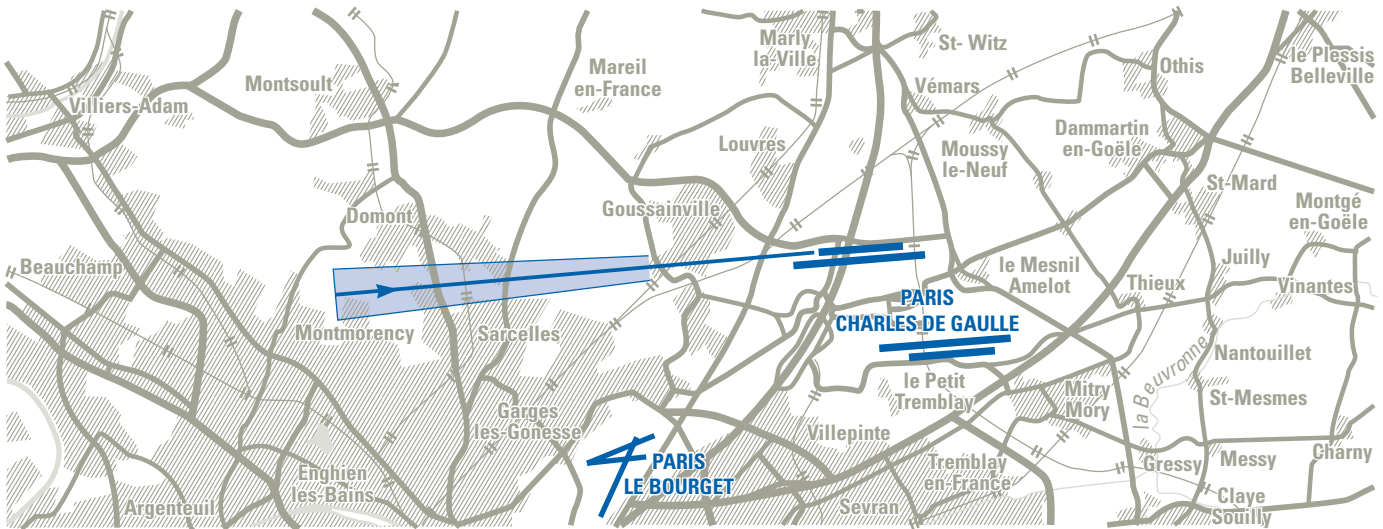 Marly
la-Ville
St- Witz
le Plessis
Belleville
Othis
Mareil
en-France
Montsoult
Villiers-Adam
Vémars
Dammartin
en-Goële
Louvres
Moussy
le-Neuf
St-Mard
Montgé
en-Goële
Domont
Goussainville
Beauchamp
le Mesnil
Amelot
Juilly
Thieux
Vinantes
PARIS
CHARLES DE GAULLE
Montmorency
Sarcelles
Nantouillet
la Beuvronne
le Petit
Tremblay
Mitry
Mory
St-Mesmes
Garges
les-Gonesse
Villepinte
PARIS
LE BOURGET
Tremblay
en-France
Gressy
Messy
Charny
Enghien
les-Bains
Argenteuil
Sevran
Claye
Souilly